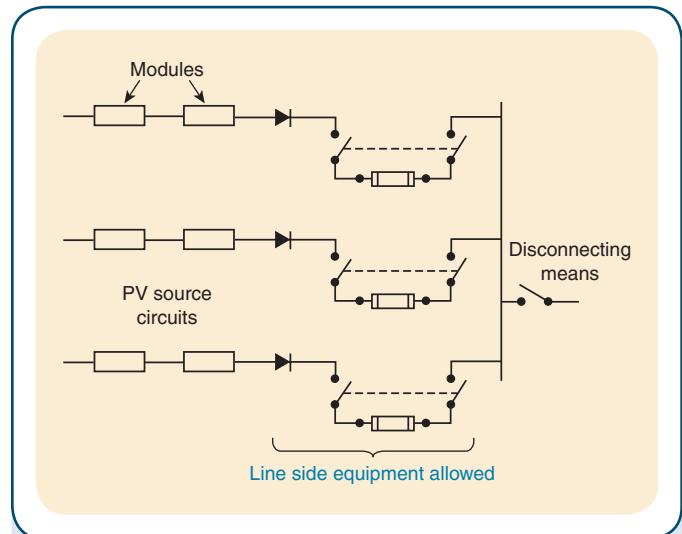 Modules
Disconnecting
means
PV source
circuits
Line side equipment allowed